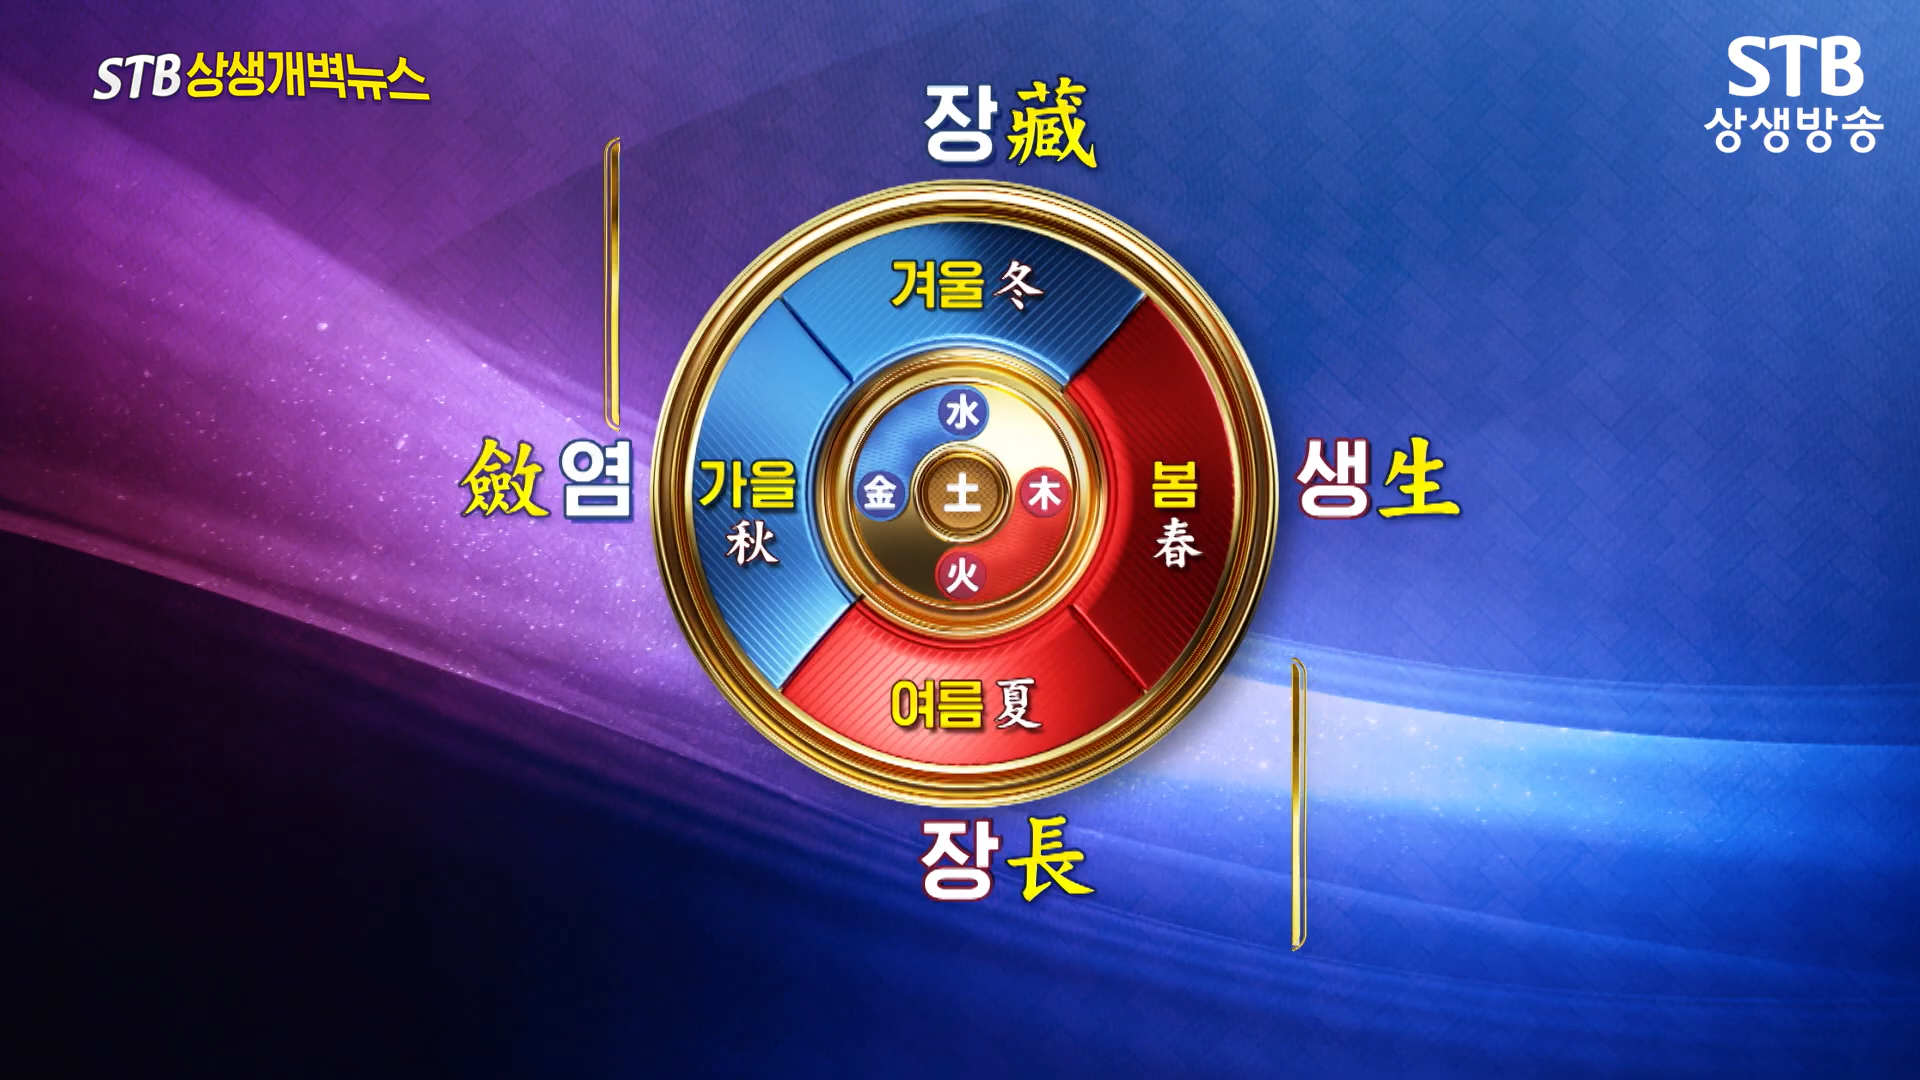 STB상생개벽뉴스
STB
상생방송
장藏
겨울冬
水
斂염
가을
秋
金
土
木
봄
春
생生
火
여름夏
장長